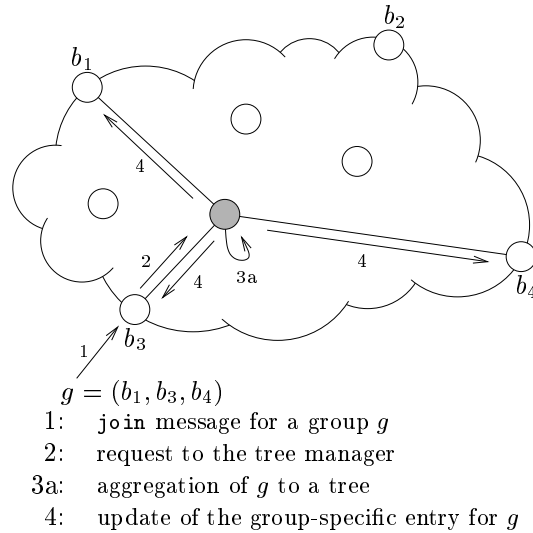 b₂
b₁
4
2
4
3a
4
b₄
b₃
1
g = (b₁, b₃, b₄)
1: join message for a group g
2: request to the tree manager
3a: aggregation of g to a tree
4: update of the group-specific entry for g